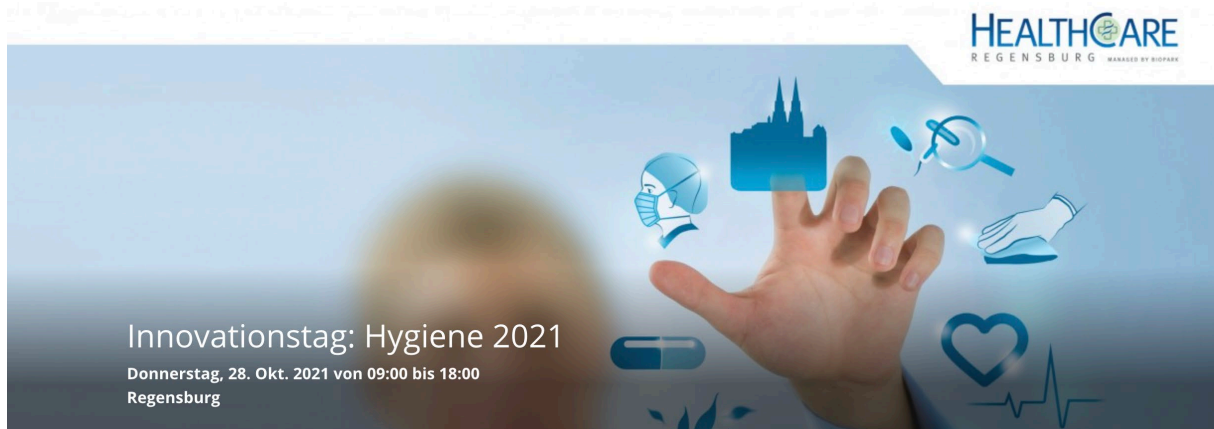 HEALTHCARE
REGENSBURG MANAGED BY BIOPARK
Innovationstag: Hygiene 2021
Donnerstag, 28. Okt. 2021 von 09:00 bis 18:00
Regensburg